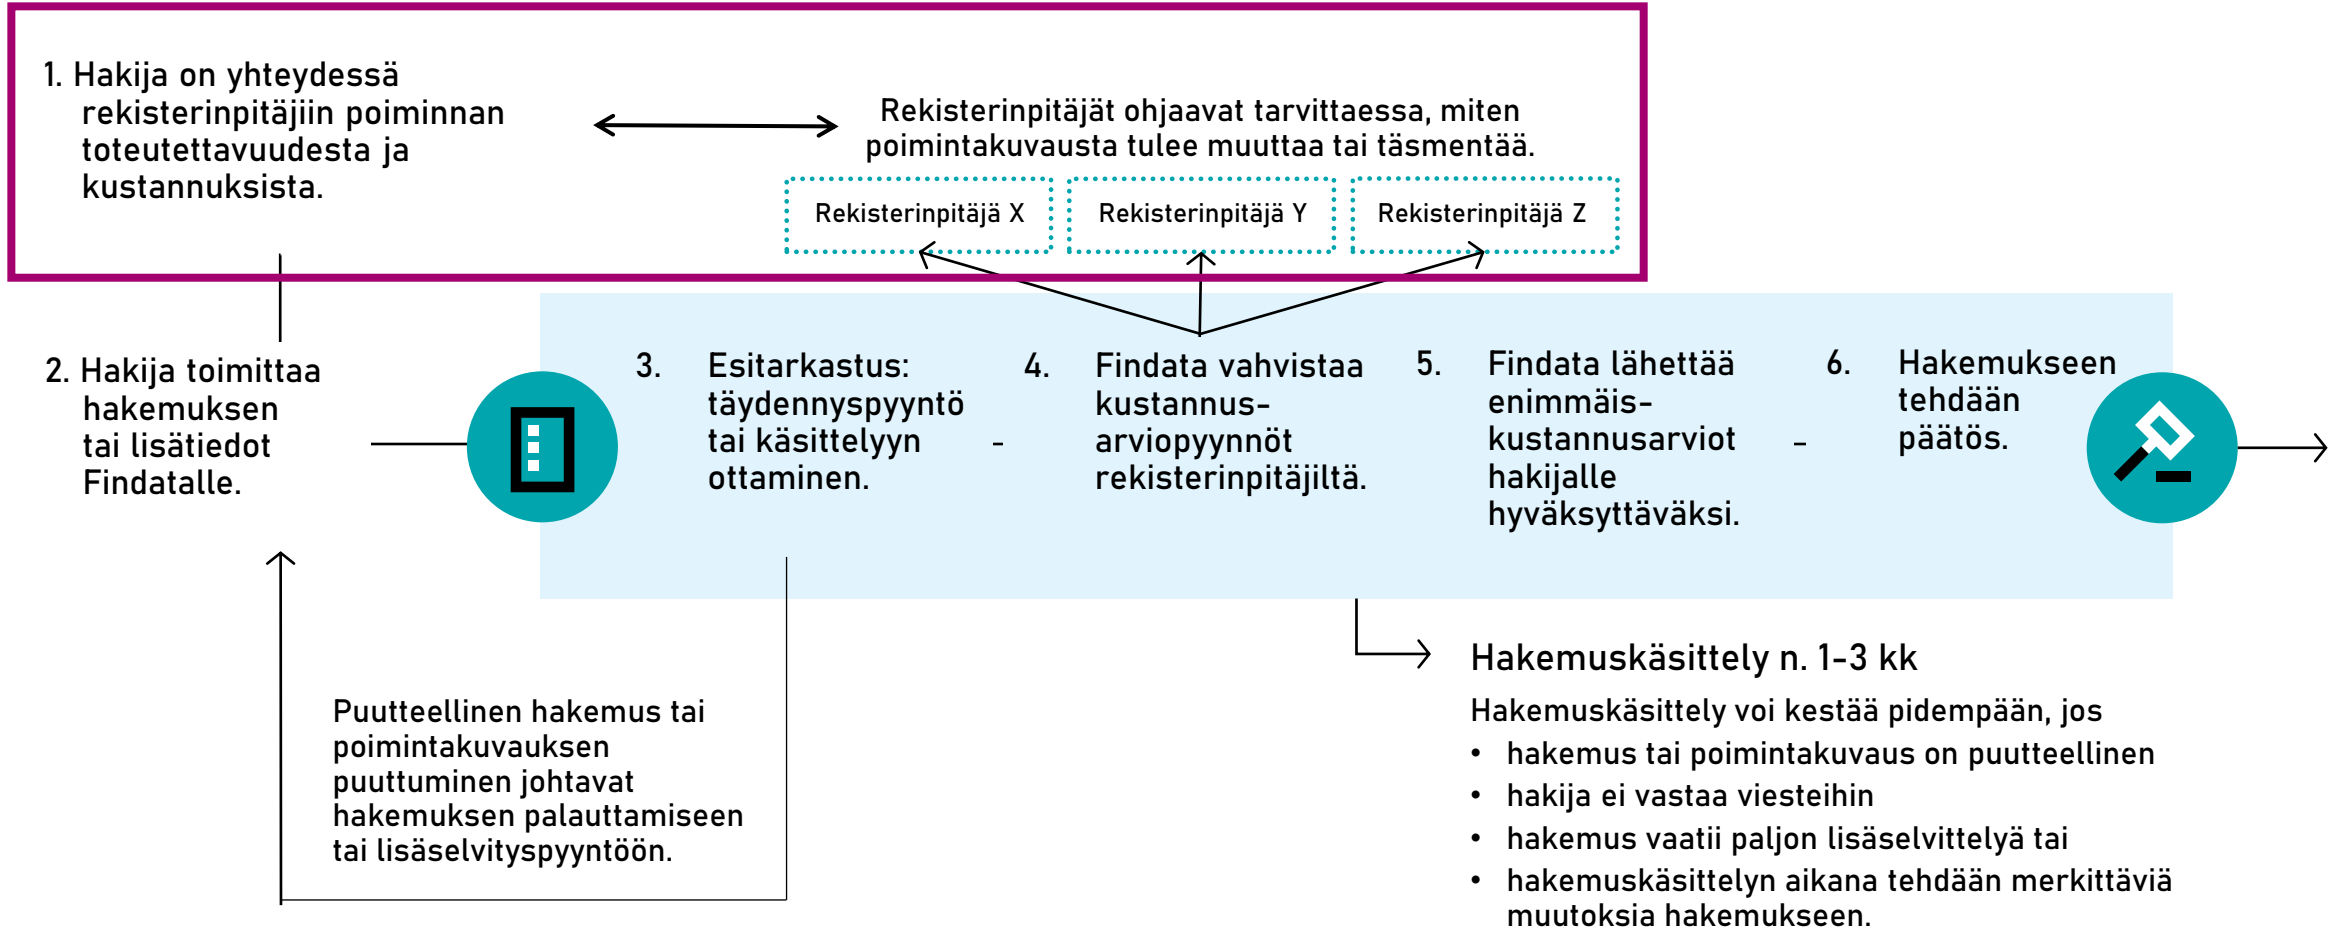 1. Hakija on yhteydessä
rekisterinpitäjiin poiminnan
toteutettavuudesta ja
kustannuksista.
Rekisterinpitäjät ohjaavat tarvittaessa, miten
poimintakuvausta tulee muuttaa tai täsmentää.
Rekisterinpitäjä X
Rekisterinpitäjä Y
Rekisterinpitäjä Z
2. Hakija toimittaa
hakemuksen
tai lisätiedot
Findatalle.
3. Esitarkastus:
täydennyspyyntö
tai käsittelyyn
ottaminen.
4. Findata vahvistaa
kustannus-
arviopyynnöt
rekisterinpitäjiltä.
5. Findata lähettää
enimmäis-
kustannusarviot
hakijalle
hyväksyttäväksi.
6. Hakemukseen
tehdään
päätös.
Puutteellinen hakemus tai
poimintakuvauksen
puuttuminen johtavat
hakemuksen palauttamiseen
tai lisäselvityspyyntöön.
Hakemuskäsittely n. 1-3 kk
Hakemuskäsittely voi kestää pidempään, jos
• hakemus tai poimintakuvaus on puutteellinen
• hakija ei vastaa viesteihin
• hakemus vaatii paljon lisäselvittelyä tai
• hakemuskäsittelyn aikana tehdään merkittäviä
muutoksia hakemukseen.